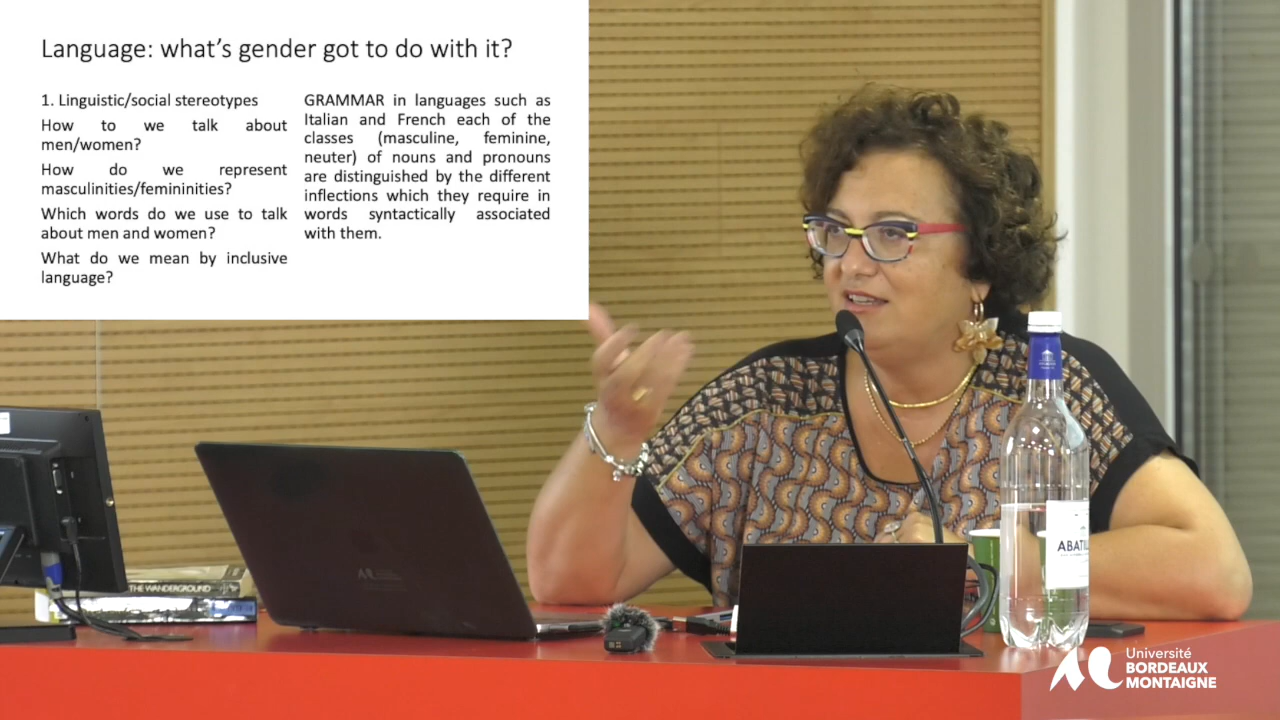 Language: what's gender got to do with it?
1. Linguistic/social stereotypes
How to we talk about
men/women?
How do we represent
masculinities/femininities?
Which words do we use to talk
about men and women?
What do we mean by inclusive
language?
GRAMMAR in languages such as
Italian and French each of the
classes (masculine, feminine,
neuter) of nouns and pronouns
are distinguished by the different
inflections which they require in
words syntactically associated
with them.
THE WANDERGROUND
Université
BORDEAUX
MONTAIGNE